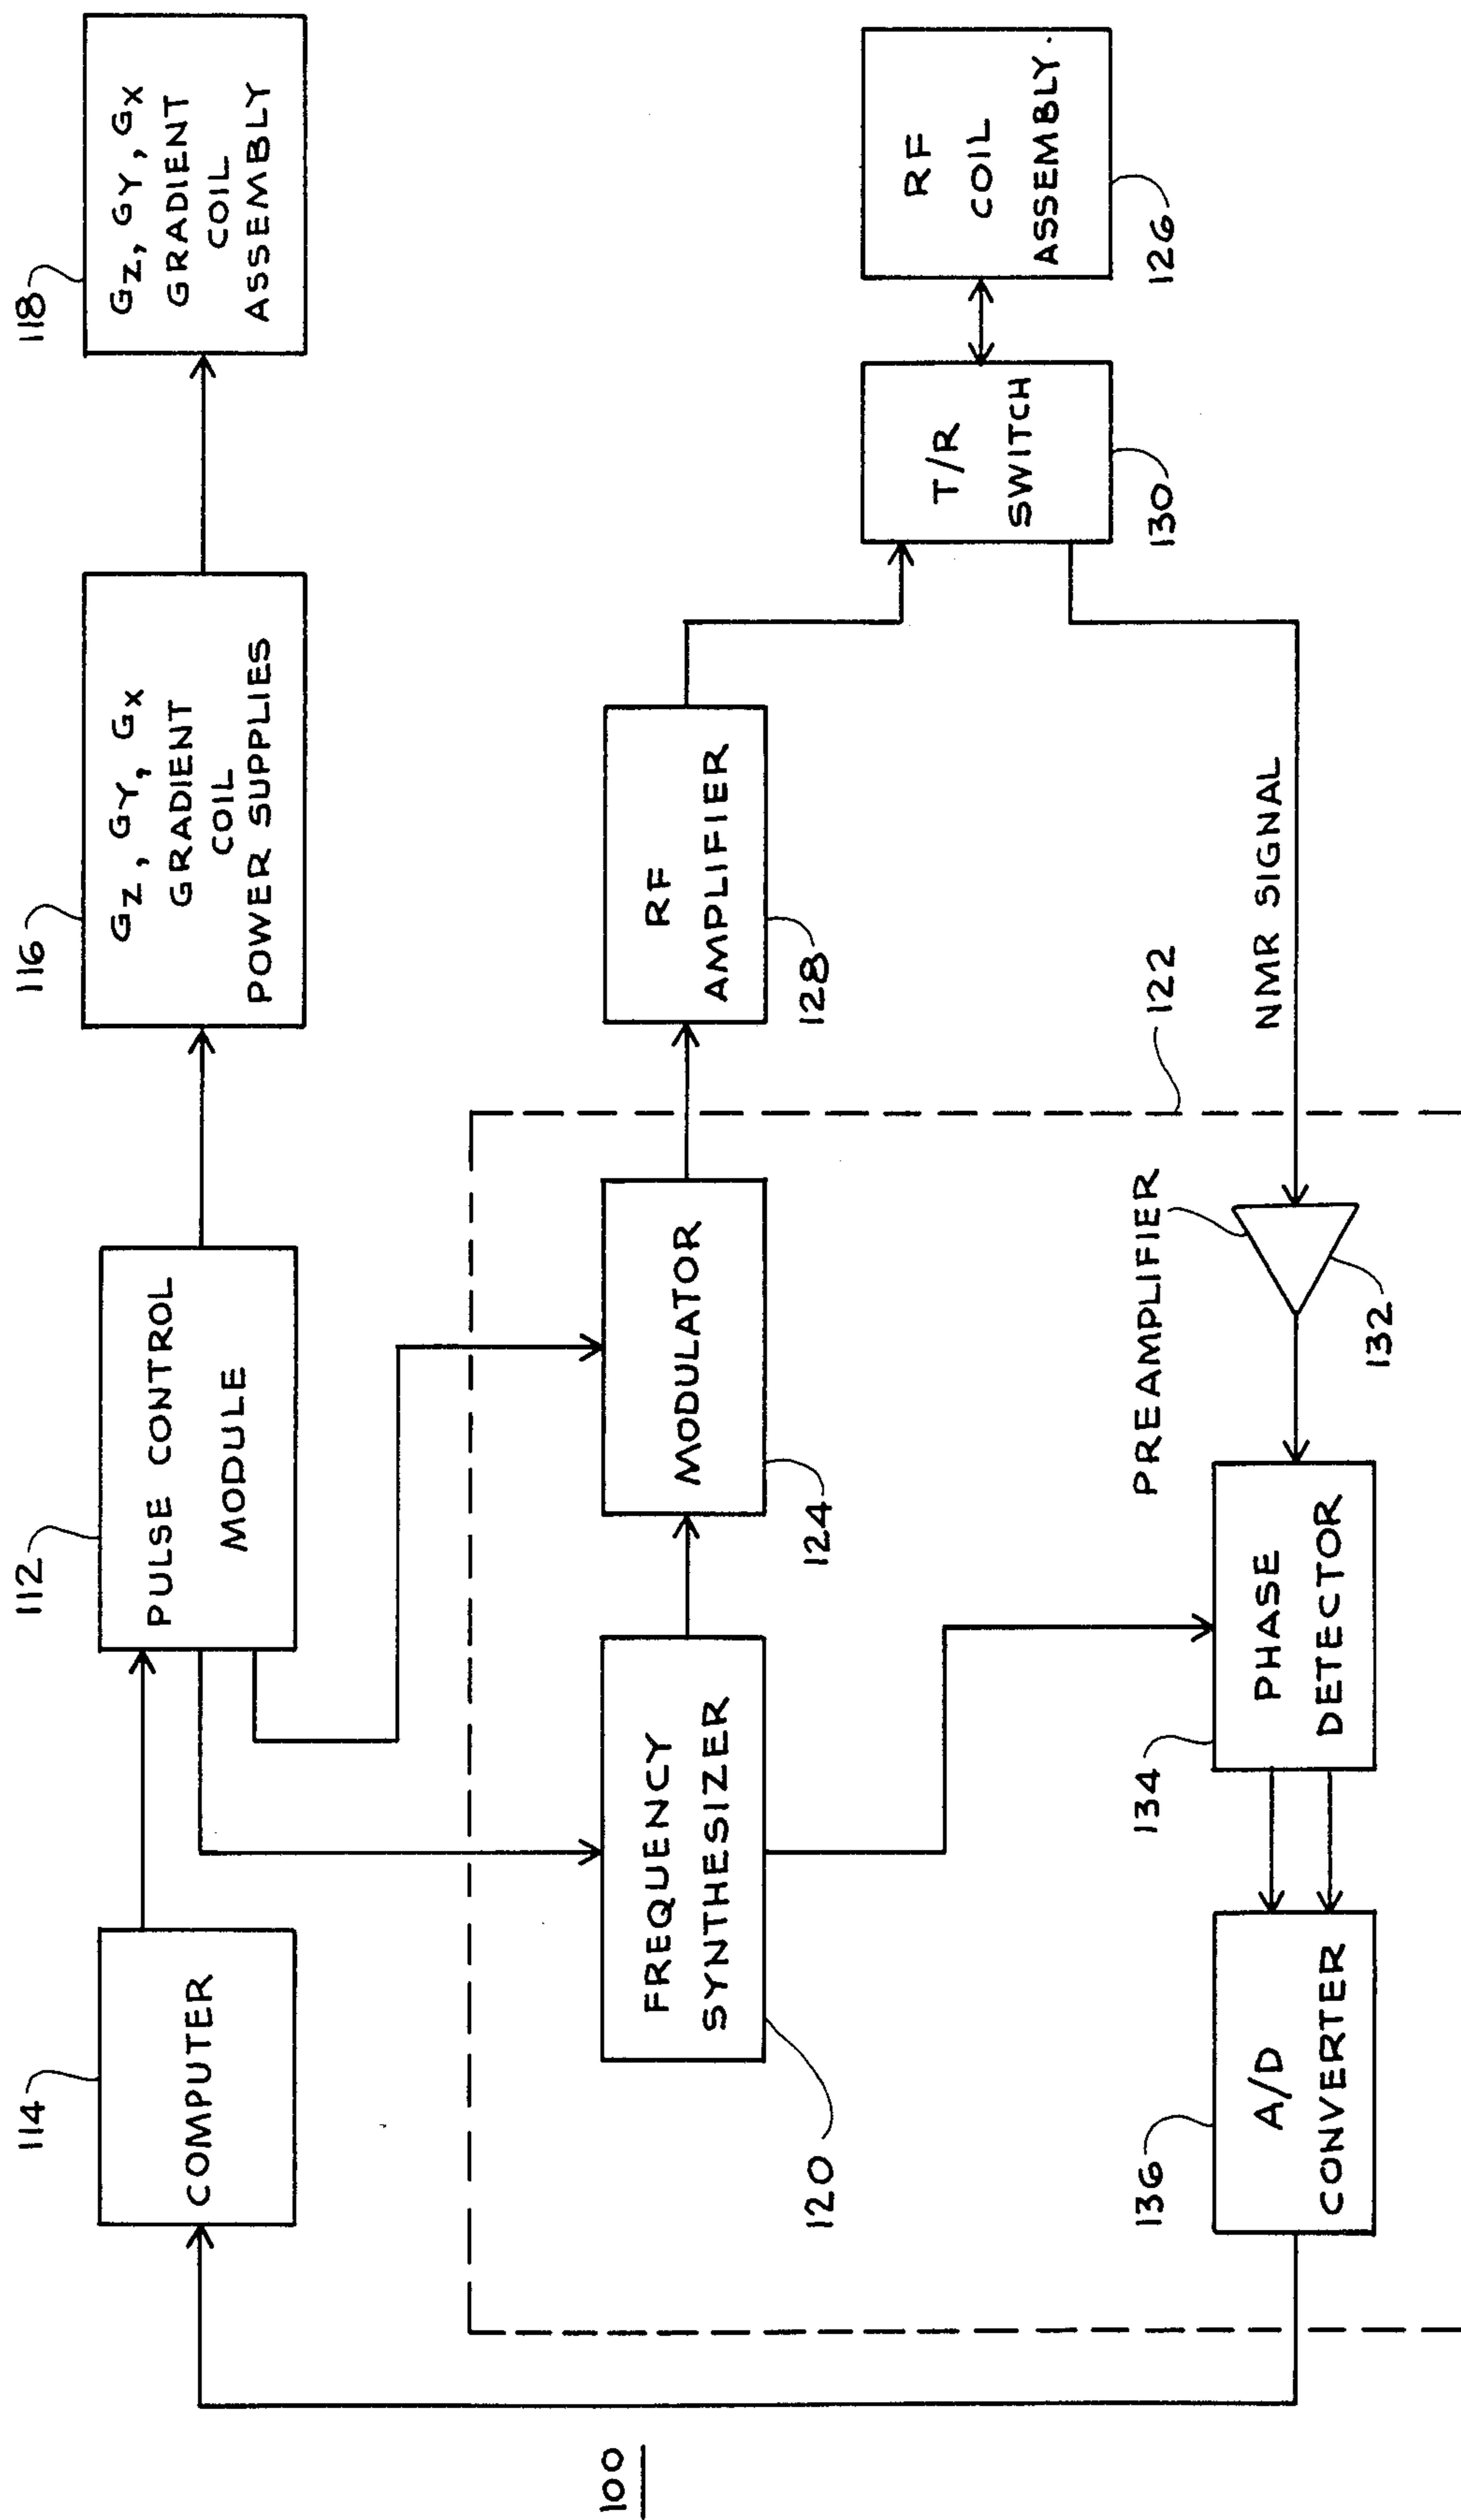 114
COMPUTER
112
PULSE CONTROL
MODULE
116
GZ, GY, GX
GRADIENT
COIL
POWER SUPPLIES
118
GZ, GY, GX
GRADIENT
COIL
ASSEMBLY
100
FREQUENCY
SYNTHESIZER
120
MODULATOR
124
RF
AMPLIFIER
128
T/R
SWITCH
130
RF
COIL
ASSEMBLY.
126
122
136
A/D
CONVERTER
134
PHASE
DETECTOR
PREAMPLIFIER
132
NMR SIGNAL